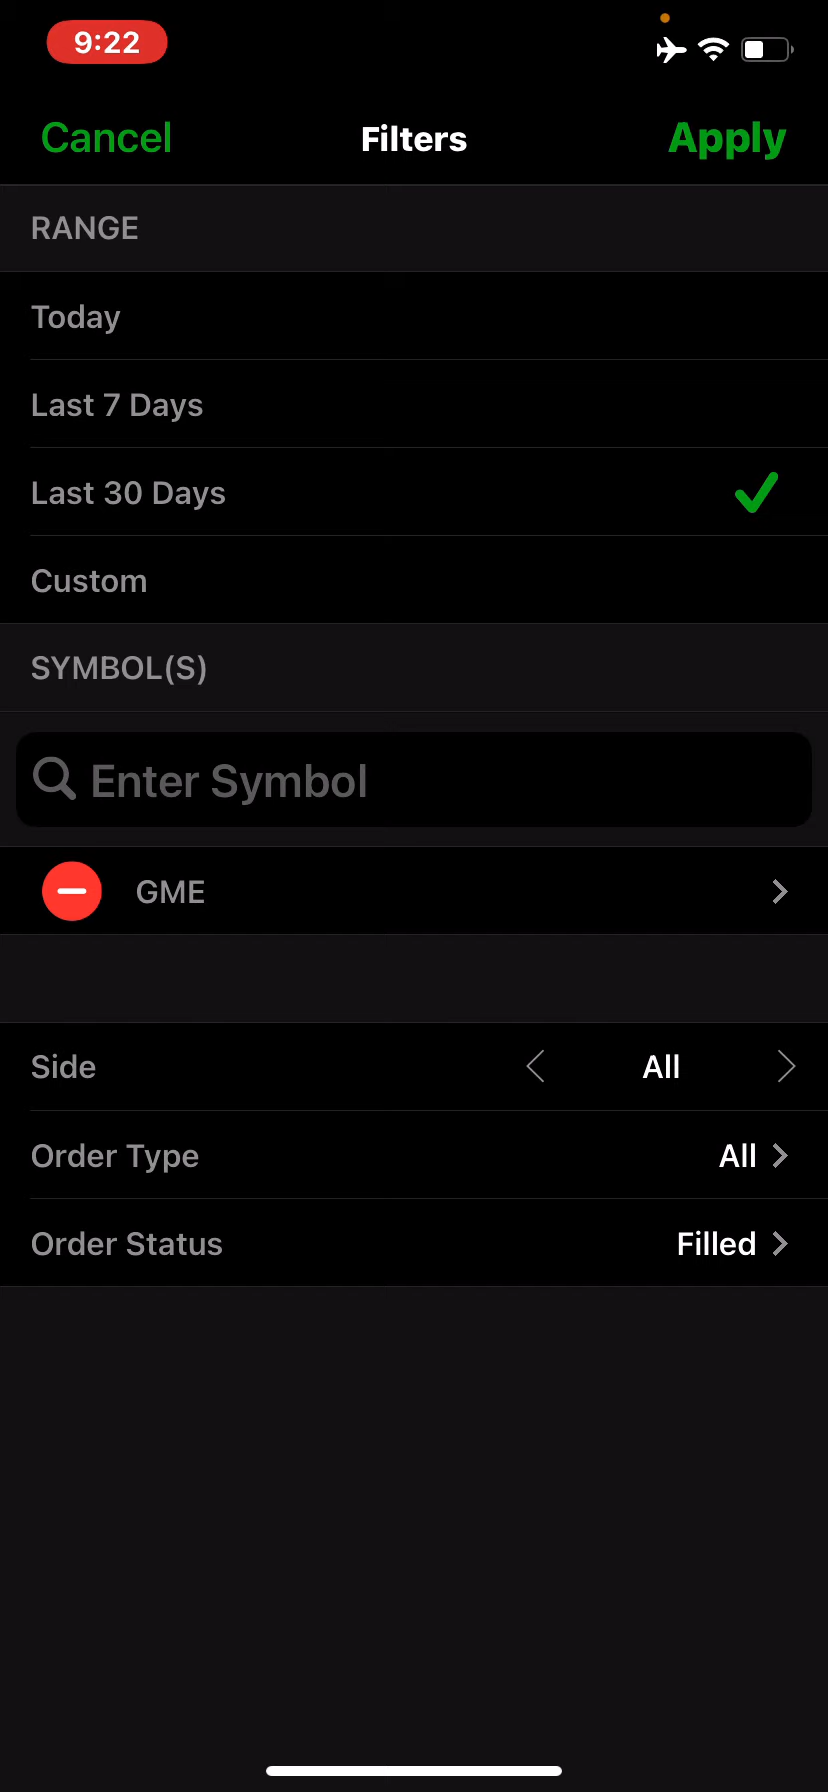 9:22
Cancel Filters Apply
RANGE
Today
Last 7 Days
Last 30 Days
Custom
SYMBOL(S)
Enter Symbol
GME
Side All
Order Type All
Order Status Filled